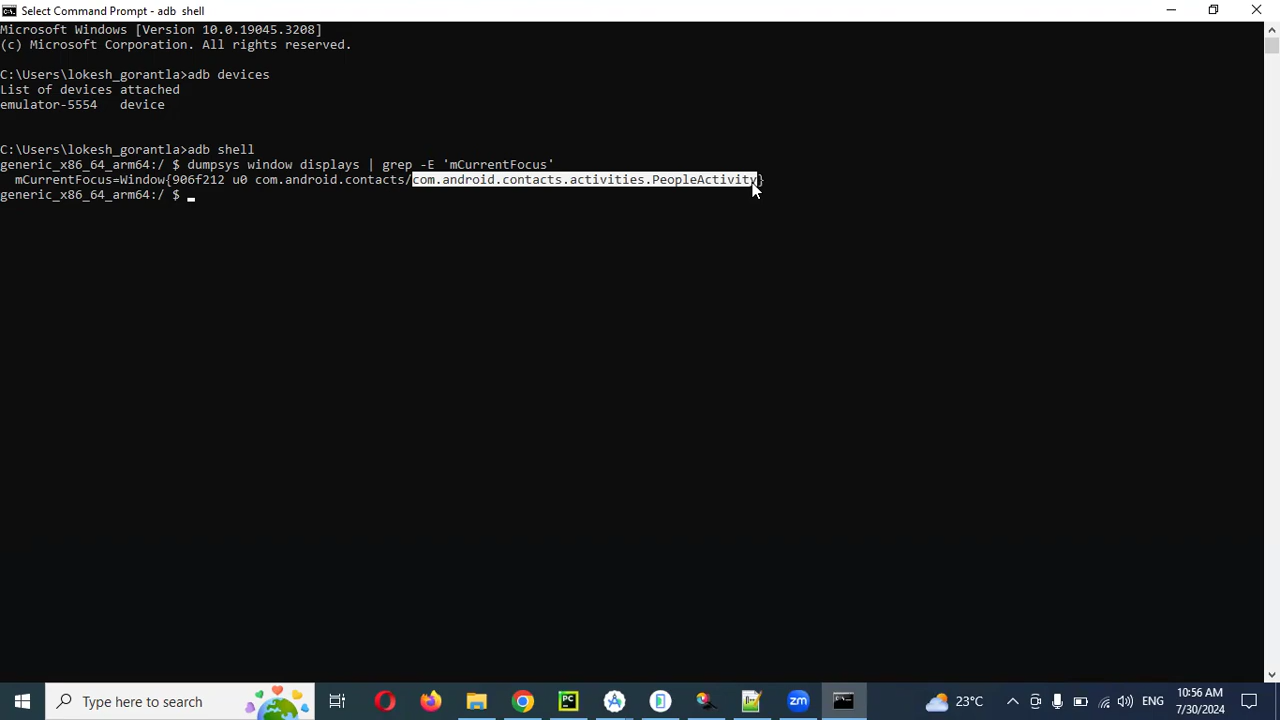 Select Command Prompt - adb shell
Microsoft Windows [Version 10.0.19045.3208]
(c) Microsoft Corporation. All rights reserved.
C:\Users\lokesh_gorantla>adb devices
List of devices attached
emulator-5554 device
C:\Users\lokesh_gorantla>adb shell
generic_x86_64_arm64:/ $ dumpsys window displays | grep -E 'mCurrentFocus'
mCurrentFocus=Window{906f212 u0 com.android.contacts/com.android.contacts.activities.PeopleActivity}
generic_x86_64_arm64:/ $
Type here to search
PC
zm
23°C
ENG
10:56 AM
7/30/2024